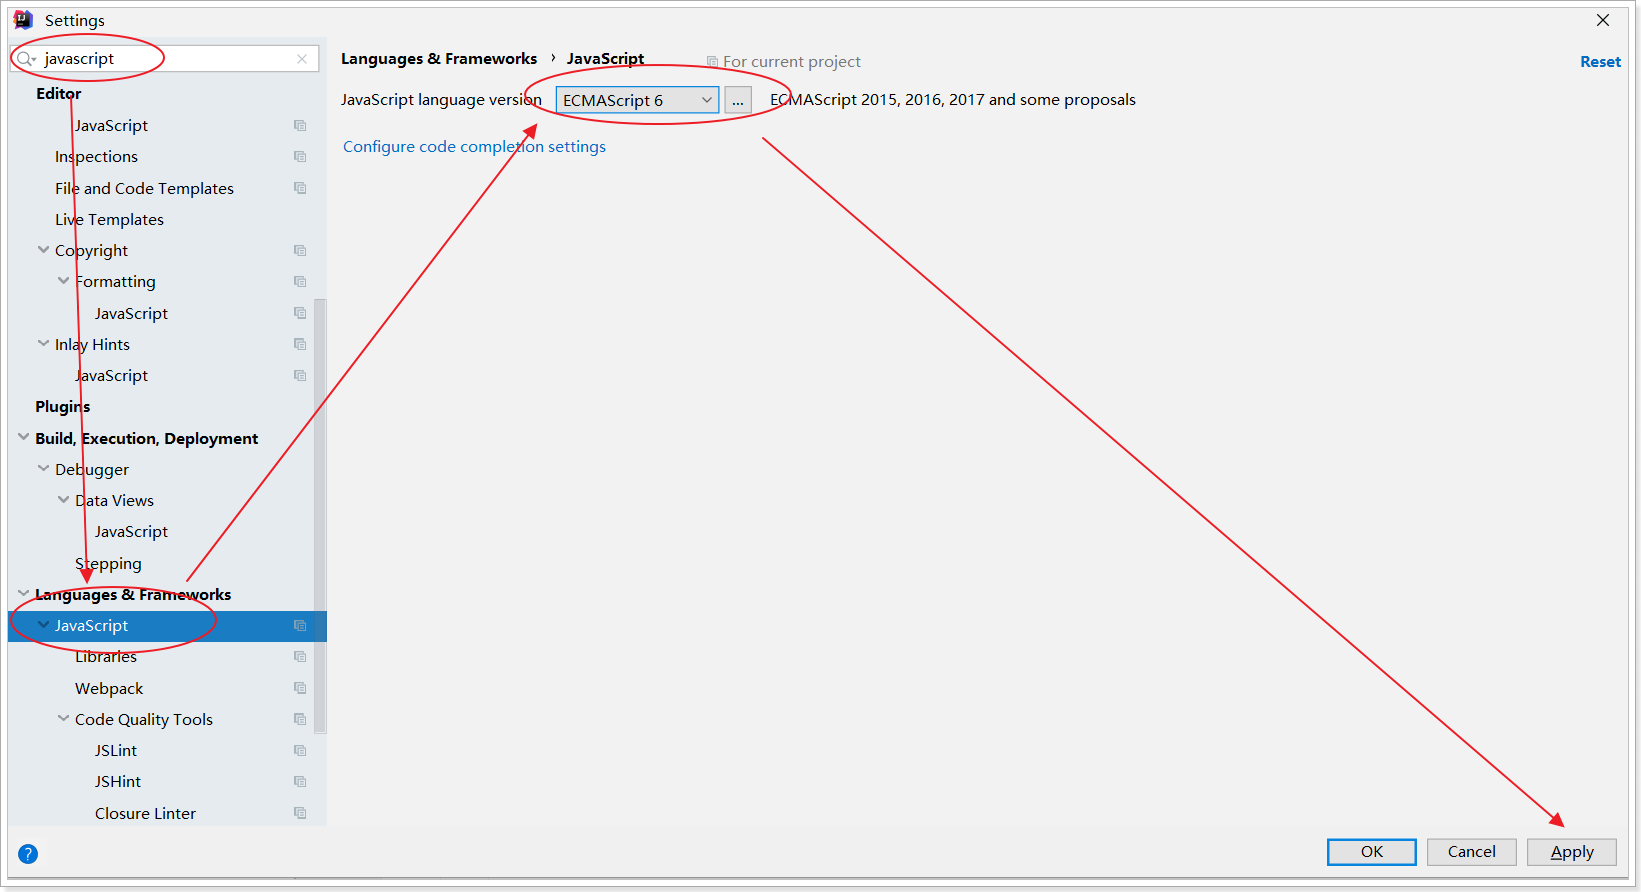 Settings
javascript
Editor
JavaScript
Inspections
File and Code Templates
Live Templates
Copyright
Formatting
JavaScript
Inlay Hints
JavaScript
Plugins
Build, Execution, Deployment
Debugger
Data Views
JavaScript
Stepping
Languages & Frameworks
JavaScript
Libraries
Webpack
Code Quality Tools
JSLint
JSHint
Closure Linter
Languages & Frameworks › JavaScript For current project Reset
JavaScript language version ECMAScript 6 ... ECMAScript 2015, 2016, 2017 and some proposals
Configure code completion settings
? OK Cancel Apply